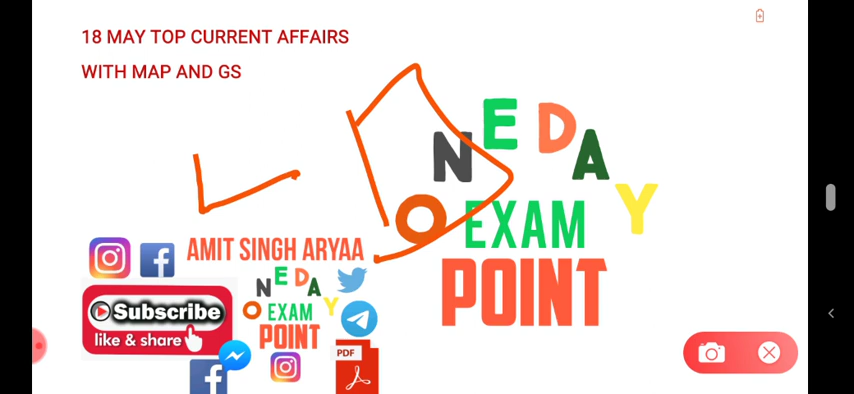 18 MAY TOP CURRENT AFFAIRS
WITH MAP AND GS
ONE DAY
EXAM
POINT
AMIT SINGH ARYAA
ONE DAY
EXAM
POINT
Subscribe
like & share
PDF